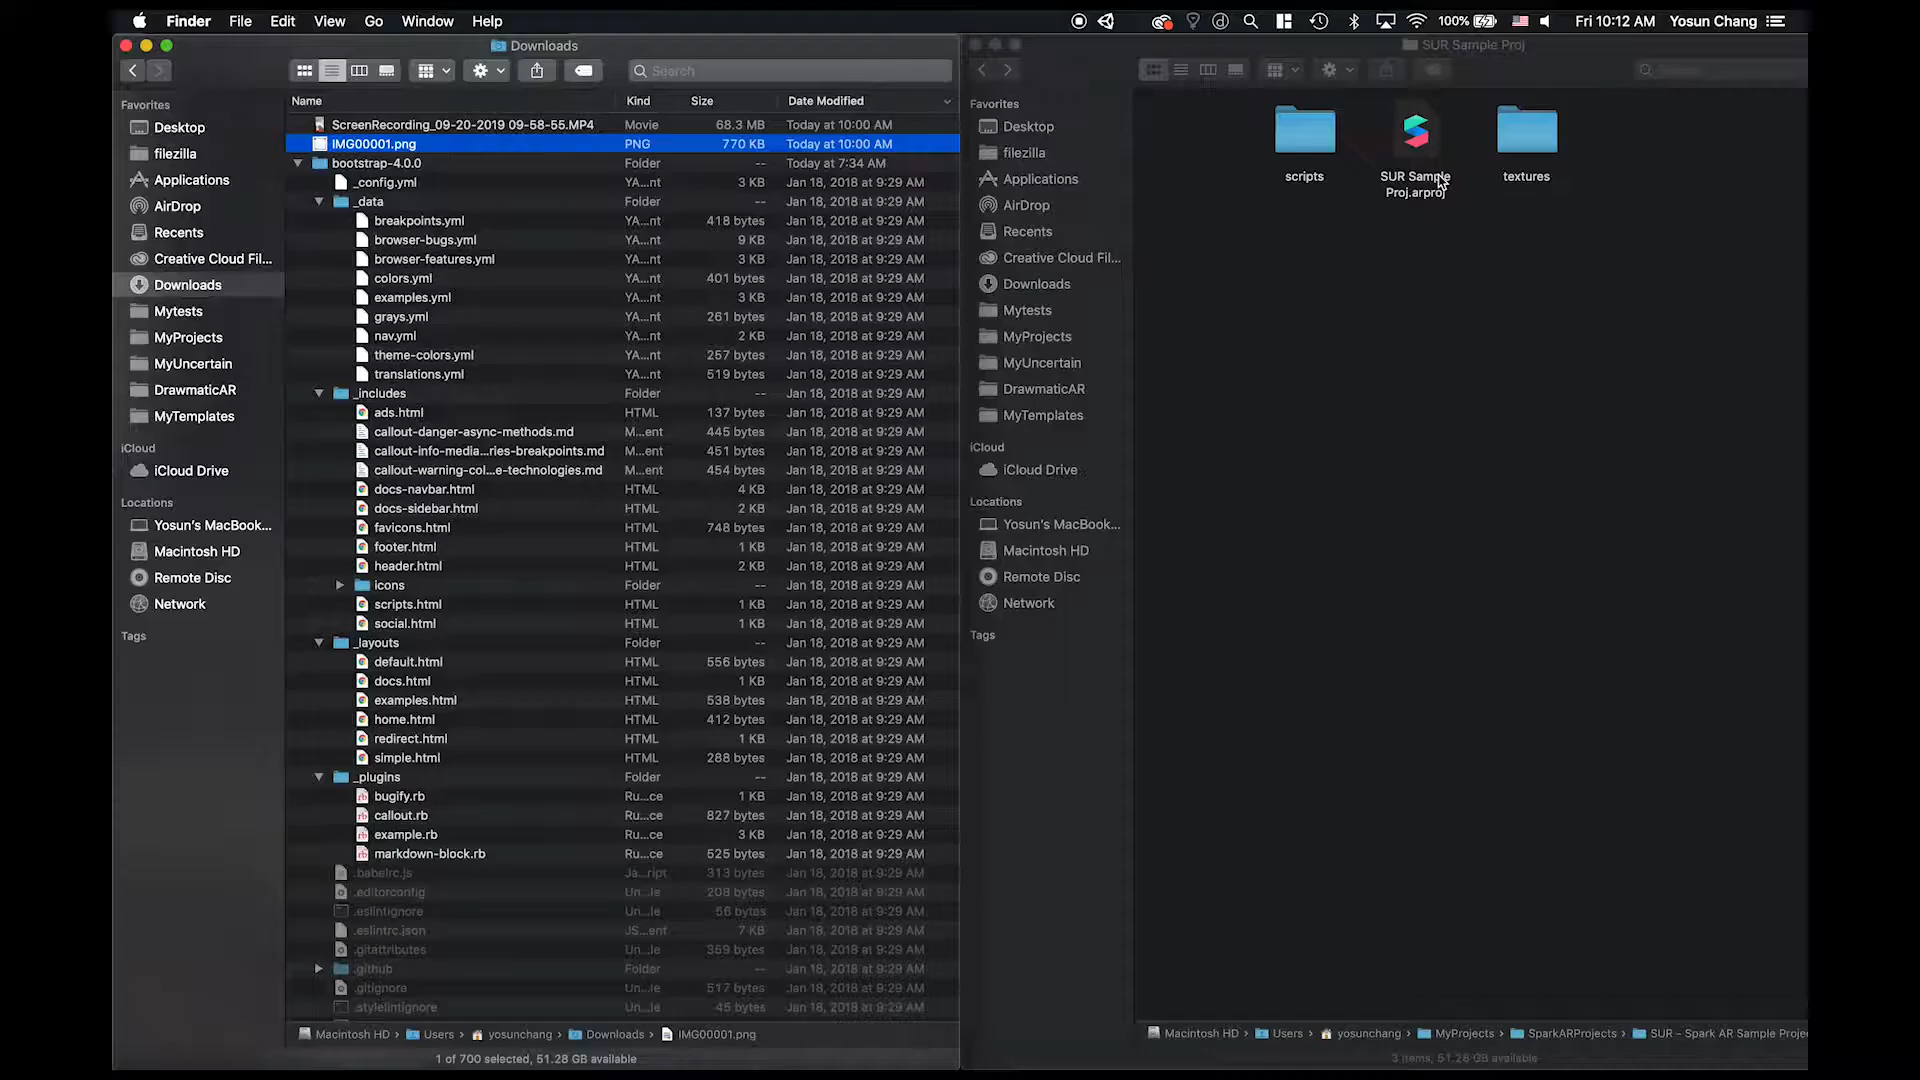 Finder File Edit View Go Window Help
100% Fri 10:12 AM Yosun Chang
Downloads
Search
Favorites
Desktop
filezilla
Applications
AirDrop
Recents
Creative Cloud Fil...
Downloads
Mytests
MyProjects
MyUncertain
DrawmaticAR
MyTemplates
iCloud
iCloud Drive
Locations
Yosun's MacBook...
Macintosh HD
Remote Disc
Network
Tags
Name Kind Size Date Modified
ScreenRecording_09-20-2019 09-58-55.MP4 Movie 68.3 MB Today at 10:00 AM
IMG00001.png PNG 770 KB Today at 10:00 AM
bootstrap-4.0.0 Folder -- Today at 7:34 AM
_config.yml YA...nt 3 KB Jan 18, 2018 at 9:29 AM
_data Folder -- Jan 18, 2018 at 9:29 AM
breakpoints.yml YA...nt 418 bytes Jan 18, 2018 at 9:29 AM
browser-bugs.yml YA...nt 9 KB Jan 18, 2018 at 9:29 AM
browser-features.yml YA...nt 3 KB Jan 18, 2018 at 9:29 AM
colors.yml YA...nt 401 bytes Jan 18, 2018 at 9:29 AM
examples.yml YA...nt 3 KB Jan 18, 2018 at 9:29 AM
grays.yml YA...nt 261 bytes Jan 18, 2018 at 9:29 AM
nav.yml YA...nt 2 KB Jan 18, 2018 at 9:29 AM
theme-colors.yml YA...nt 257 bytes Jan 18, 2018 at 9:29 AM
translations.yml YA...nt 519 bytes Jan 18, 2018 at 9:29 AM
_includes Folder -- Jan 18, 2018 at 9:29 AM
ads.html HTML 137 bytes Jan 18, 2018 at 9:29 AM
callout-danger-async-methods.md M...ent 445 bytes Jan 18, 2018 at 9:29 AM
callout-info-media...ries-breakpoints.md M...ent 451 bytes Jan 18, 2018 at 9:29 AM
callout-warning-col...e-technologies.md M...ent 454 bytes Jan 18, 2018 at 9:29 AM
docs-navbar.html HTML 4 KB Jan 18, 2018 at 9:29 AM
docs-sidebar.html HTML 2 KB Jan 18, 2018 at 9:29 AM
favicons.html HTML 748 bytes Jan 18, 2018 at 9:29 AM
footer.html HTML 1 KB Jan 18, 2018 at 9:29 AM
header.html HTML 2 KB Jan 18, 2018 at 9:29 AM
icons Folder -- Jan 18, 2018 at 9:29 AM
scripts.html HTML 1 KB Jan 18, 2018 at 9:29 AM
social.html HTML 1 KB Jan 18, 2018 at 9:29 AM
_layouts Folder -- Jan 18, 2018 at 9:29 AM
default.html HTML 556 bytes Jan 18, 2018 at 9:29 AM
docs.html HTML 1 KB Jan 18, 2018 at 9:29 AM
examples.html HTML 538 bytes Jan 18, 2018 at 9:29 AM
home.html HTML 412 bytes Jan 18, 2018 at 9:29 AM
redirect.html HTML 1 KB Jan 18, 2018 at 9:29 AM
simple.html HTML 288 bytes Jan 18, 2018 at 9:29 AM
_plugins Folder -- Jan 18, 2018 at 9:29 AM
bugify.rb Ru...ce 1 KB Jan 18, 2018 at 9:29 AM
callout.rb Ru...ce 827 bytes Jan 18, 2018 at 9:29 AM
example.rb Ru...ce 3 KB Jan 18, 2018 at 9:29 AM
markdown-block.rb Ru...ce 525 bytes Jan 18, 2018 at 9:29 AM
.babelrc.js Ja...ript 313 bytes Jan 18, 2018 at 9:29 AM
.editorconfig Un...le 208 bytes Jan 18, 2018 at 9:29 AM
.eslintignore Un...le 56 bytes Jan 18, 2018 at 9:29 AM
.eslintrc.json JS...ent 7 KB Jan 18, 2018 at 9:29 AM
.gitattributes Un...le 359 bytes Jan 18, 2018 at 9:29 AM
.github Folder -- Jan 18, 2018 at 9:29 AM
.gitignore Un...le 517 bytes Jan 18, 2018 at 9:29 AM
.stylelintignore Un...le 45 bytes Jan 18, 2018 at 9:29 AM
Macintosh HD › Users › yosunchang › Downloads › IMG00001.png
1 of 700 selected, 51.28 GB available
SUR Sample Proj
Favorites
Desktop
filezilla
Applications
AirDrop
Recents
Creative Cloud Fil...
Downloads
Mytests
MyProjects
MyUncertain
DrawmaticAR
MyTemplates
iCloud
iCloud Drive
Locations
Yosun's MacBook...
Macintosh HD
Remote Disc
Network
Tags
scripts
SUR Sample
Proj.arproj
textures
Macintosh HD › Users › yosunchang › MyProjects › SparkARProjects › SUR – Spark AR Sample Proje
3 items, 51.28 GB available